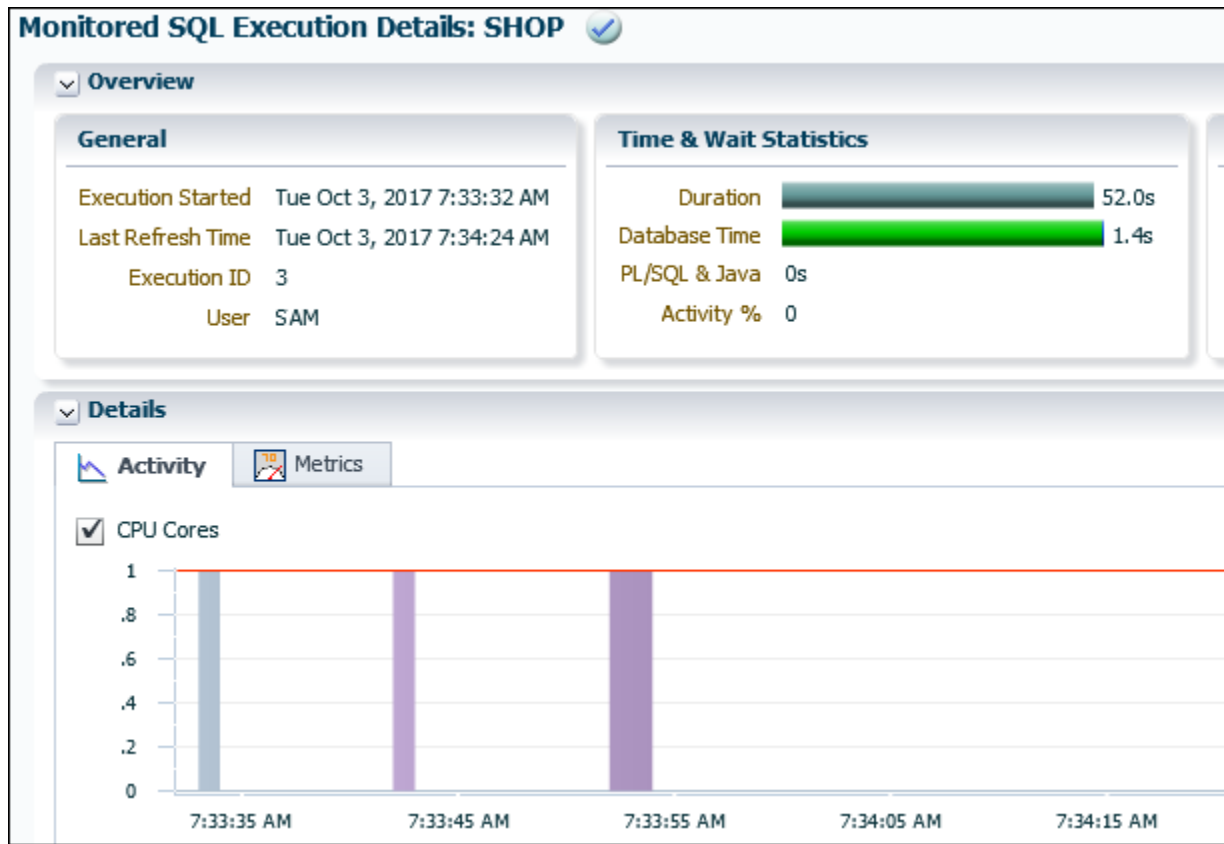 Monitored SQL Execution Details: SHOP
Overview
General
Execution Started Tue Oct 3, 2017 7:33:32 AM
Last Refresh Time Tue Oct 3, 2017 7:34:24 AM
Execution ID 3
User SAM
Time & Wait Statistics
Duration 52.0s
Database Time 1.4s
PL/SQL & Java 0s
Activity % 0
Details
Activity Metrics
CPU Cores
1
.8
.6
.4
.2
0
7:33:35 AM 7:33:45 AM 7:33:55 AM 7:34:05 AM 7:34:15 AM